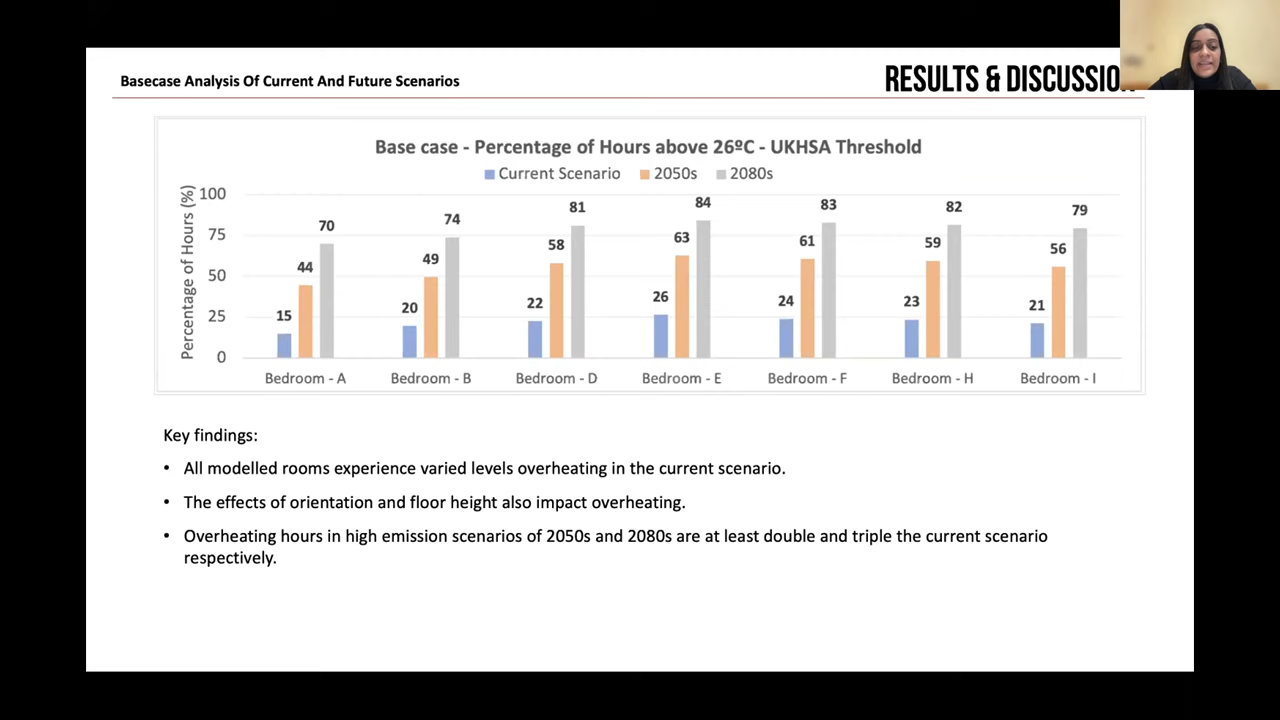 Basecase Analysis Of Current And Future Scenarios
RESULTS & DISCUSSION
Base case - Percentage of Hours above 26ºC - UKHSA Threshold
Current Scenario 2050s 2080s
Percentage of Hours (%)
100
75
50
25
0
15 44 70
20 49 74
22 58 81
26 63 84
24 61 83
23 59 82
21 56 79
Bedroom - A Bedroom - B Bedroom - D Bedroom - E Bedroom - F Bedroom - H Bedroom - I
Key findings:
• All modelled rooms experience varied levels overheating in the current scenario.
• The effects of orientation and floor height also impact overheating.
• Overheating hours in high emission scenarios of 2050s and 2080s are at least double and triple the current scenario
respectively.